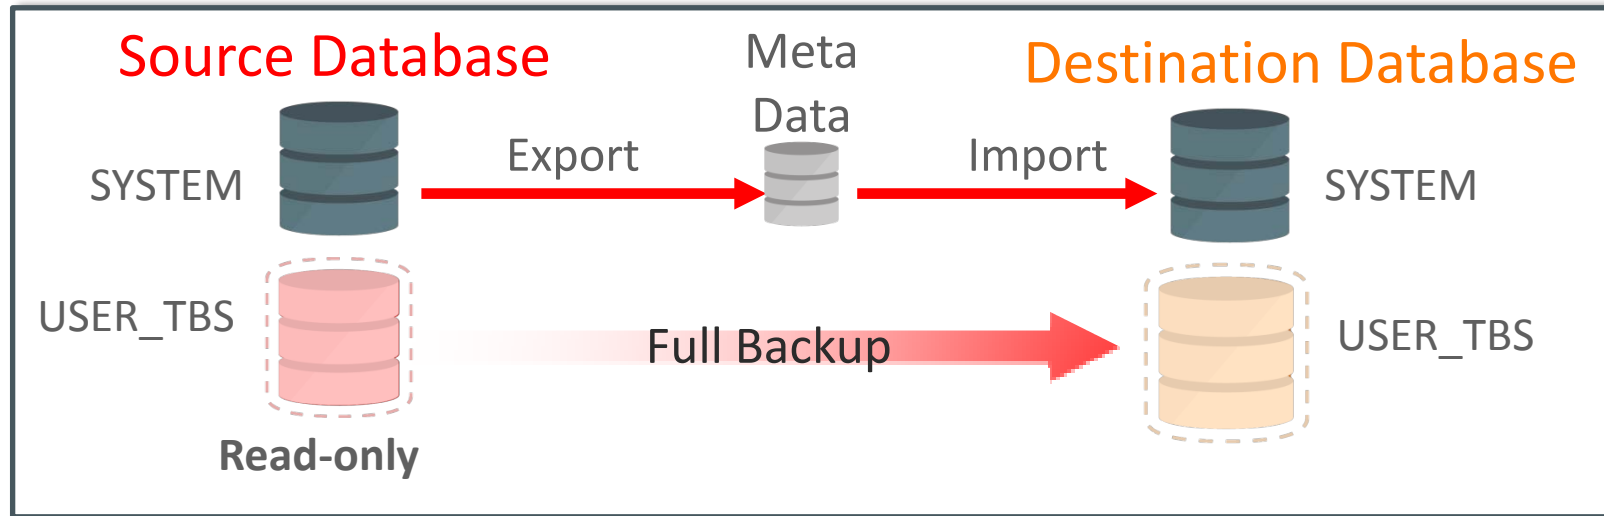 Source Database
Meta
Data
Destination Database
Export
Import
SYSTEM
SYSTEM
USER_TBS
Full Backup
USER_TBS
Read-only